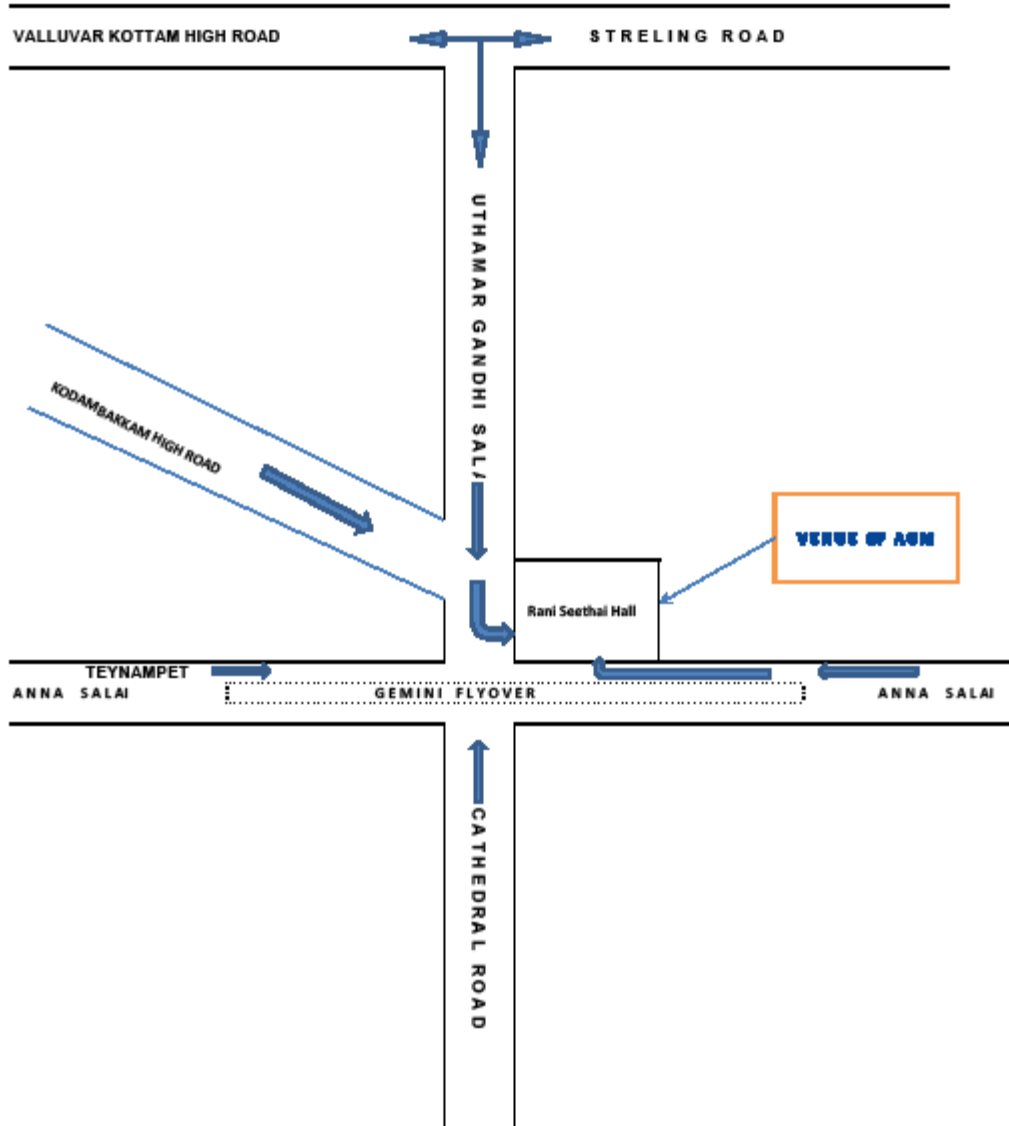 VALLUVAR KOTTAM HIGH ROAD
STRELING ROAD
UTHAMAR GANDHI SALA
KODAMBAKKAM HIGH ROAD
VENUE OF AGM
Rani Seethai Hall
TEYNAMPET
ANNA SALAI
GEMINI FLYOVER
ANNA SALAI
CATHEDRAL ROAD